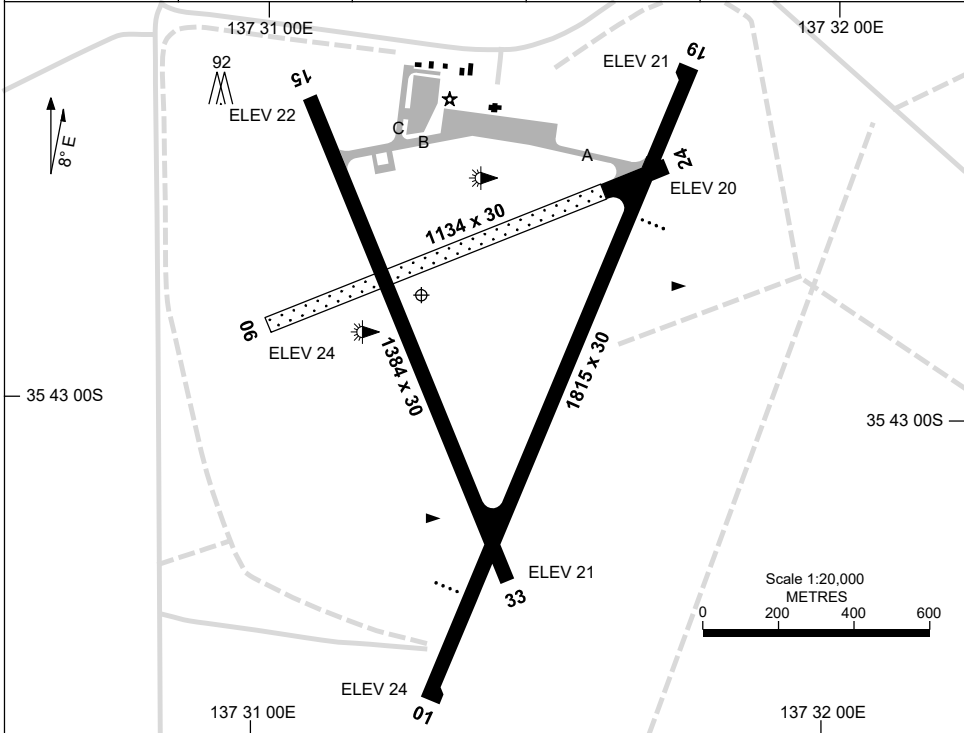 137 31 00E
137 32 00E
92
15
19
ELEV 21
ELEV 22
8° E
C
B
A
24
ELEV 20
1134 x 30
06
ELEV 24
1384 x 30
1815 x 30
35 43 00S
35 43 00S
ELEV 21
33
Scale 1:20,000
METRES
0 200 400 600
ELEV 24
01
137 31 00E
137 32 00E